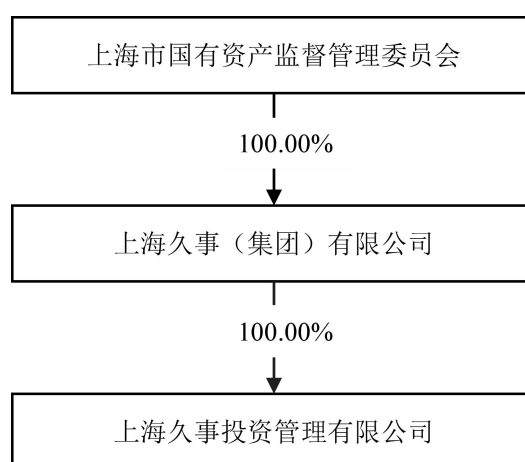 上海市国有资产监督管理委员会
100.00%
上海久事（集团）有限公司
100.00%
上海久事投资管理有限公司